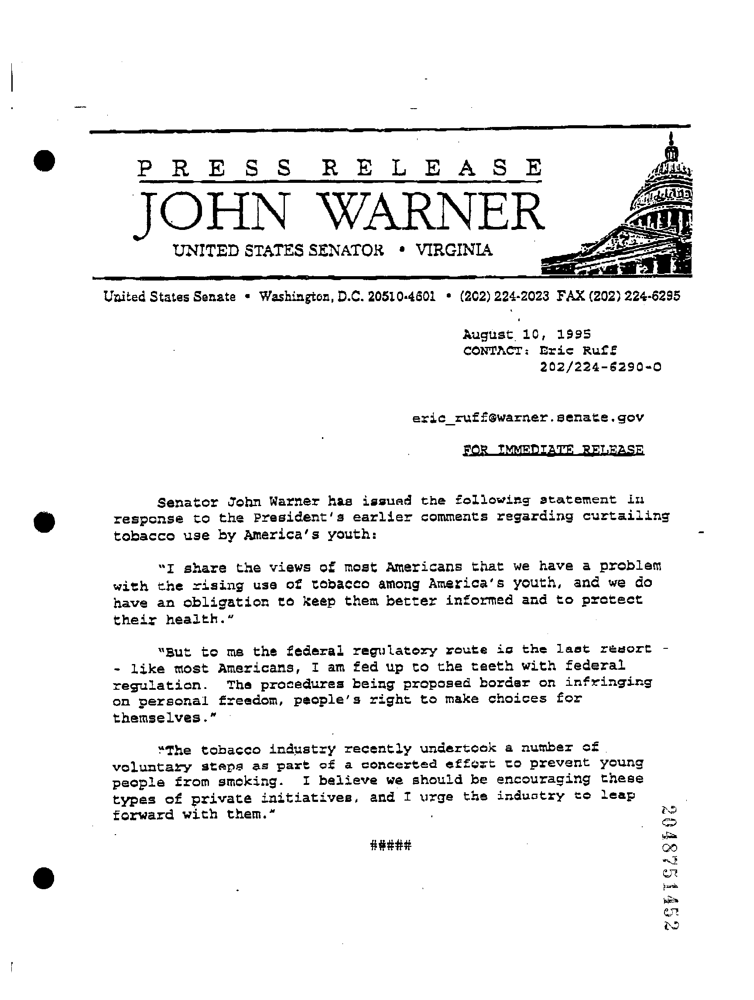 PRESS RELEASE
JOHN WARNER
UNITED STATES SENATOR • VIRGINIA
United States Senate • Washington, D.C. 20510-4601 • (202) 224-2023 FAX (202) 224-6295
August 10, 1995
CONTACT: Eric Ruff
202/224-6290-O
eric_ruff@warner.senate.gov
FOR IMMEDIATE RELEASE
Senator John Warner has issued the following statement in
response to the President's earlier comments regarding curtailing
tobacco use by America's youth:
"I share the views of most Americans that we have a problem
with the rising use of tobacco among America's youth, and we do
have an obligation to keep them better informed and to protect
their health."
"But to me the federal regulatory route is the last resort -
- like most Americans, I am fed up to the teeth with federal
regulation. The procedures being proposed border on infringing
on personal freedom, people's right to make choices for
themselves."
"The tobacco industry recently undertook a number of
voluntary steps as part of a concerted effort to prevent young
people from smoking. I believe we should be encouraging these
types of private initiatives, and I urge the industry to leap
forward with them."
#####
2048751452